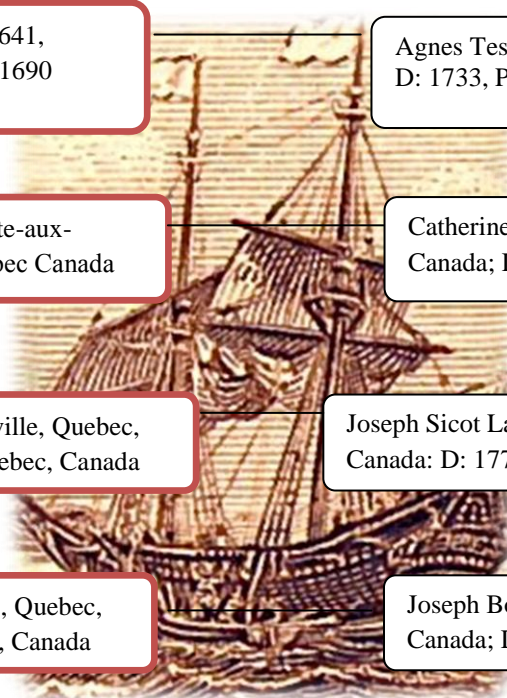 641,
1690
Agnes Tes
D: 1733, P
te-aux-
bec Canada
Catherine
Canada; 
ville, Quebec,
ebec, Canada
Joseph Sicot La
Canada: D: 177
, Quebec,
, Canada
Joseph B
Canada;